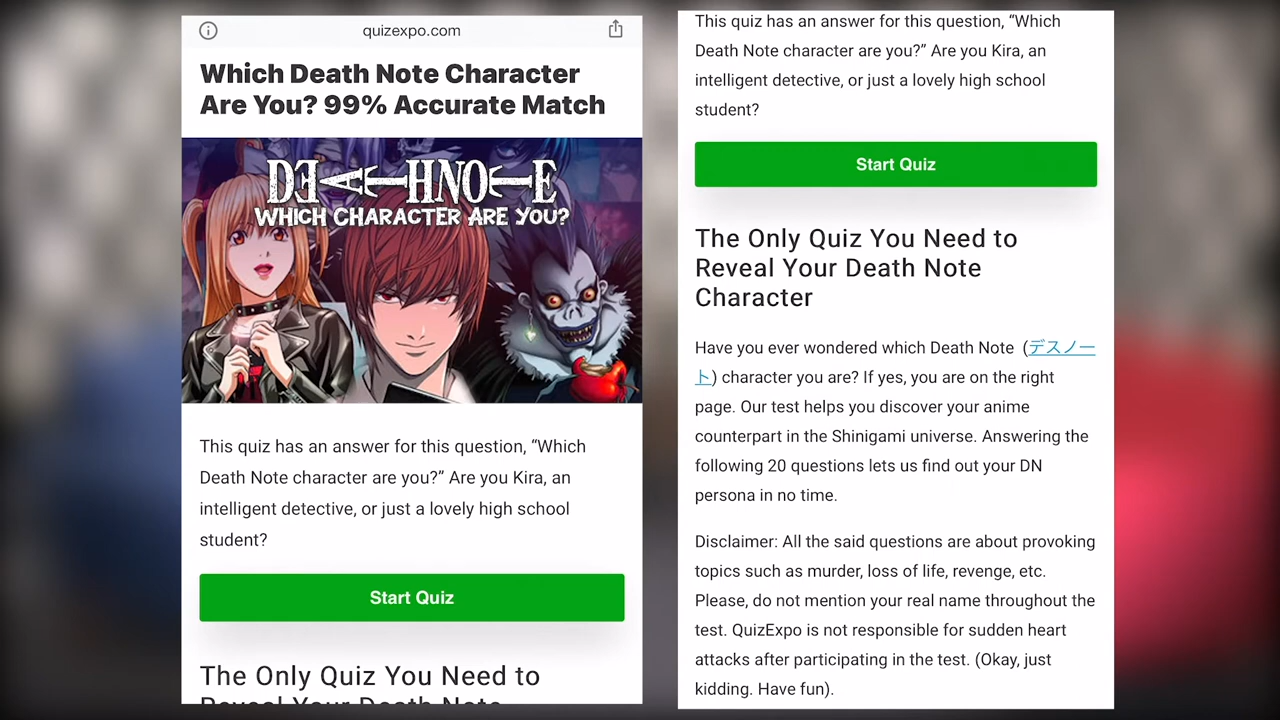 quizexpo.com
Which Death Note Character
Are You? 99% Accurate Match
DEATH NOTE
WHICH CHARACTER ARE YOU?
This quiz has an answer for this question, “Which
Death Note character are you?” Are you Kira, an
intelligent detective, or just a lovely high school
student?
Start Quiz
The Only Quiz You Need to
Reveal Your Death Note
This quiz has an answer for this question, “Which
Death Note character are you?” Are you Kira, an
intelligent detective, or just a lovely high school
student?
Start Quiz
The Only Quiz You Need to
Reveal Your Death Note
Character
Have you ever wondered which Death Note (デスノー
ト) character you are? If yes, you are on the right
page. Our test helps you discover your anime
counterpart in the Shinigami universe. Answering the
following 20 questions lets us find out your DN
persona in no time.
Disclaimer: All the said questions are about provoking
topics such as murder, loss of life, revenge, etc.
Please, do not mention your real name throughout the
test. QuizExpo is not responsible for sudden heart
attacks after participating in the test. (Okay, just
kidding. Have fun).